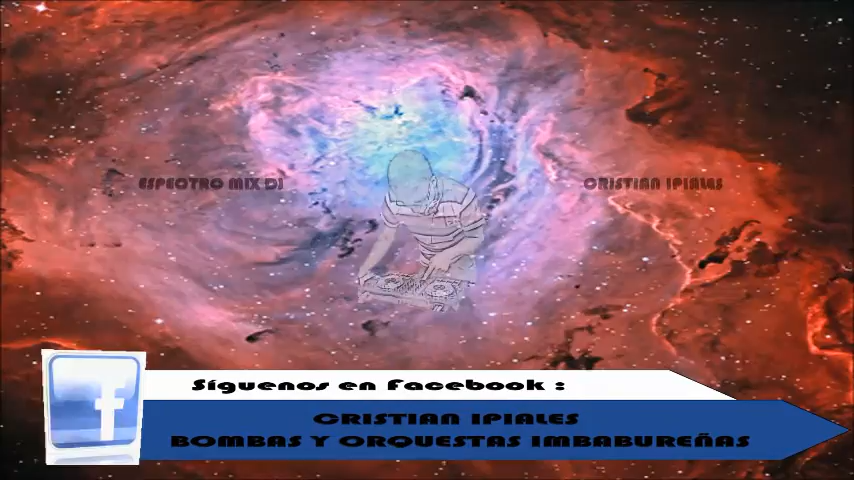 ESPECTRO MIX DJ
CRISTIAN IPIALES
Síguenos en Facebook :
f
CRISTIAN IPIALES
BOMBAS Y ORQUESTAS IMBABUREÑAS